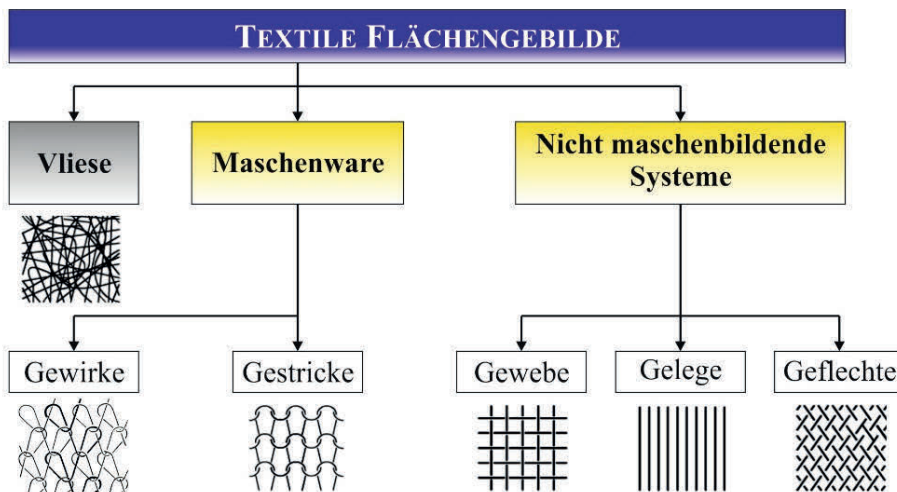 TEXTILE FLÄCHENGEBILDE
Vliese
Maschenware
Nicht maschenbildende
Systeme
Gewirke
Gestricke
Gewebe
Gelege
Geflechte